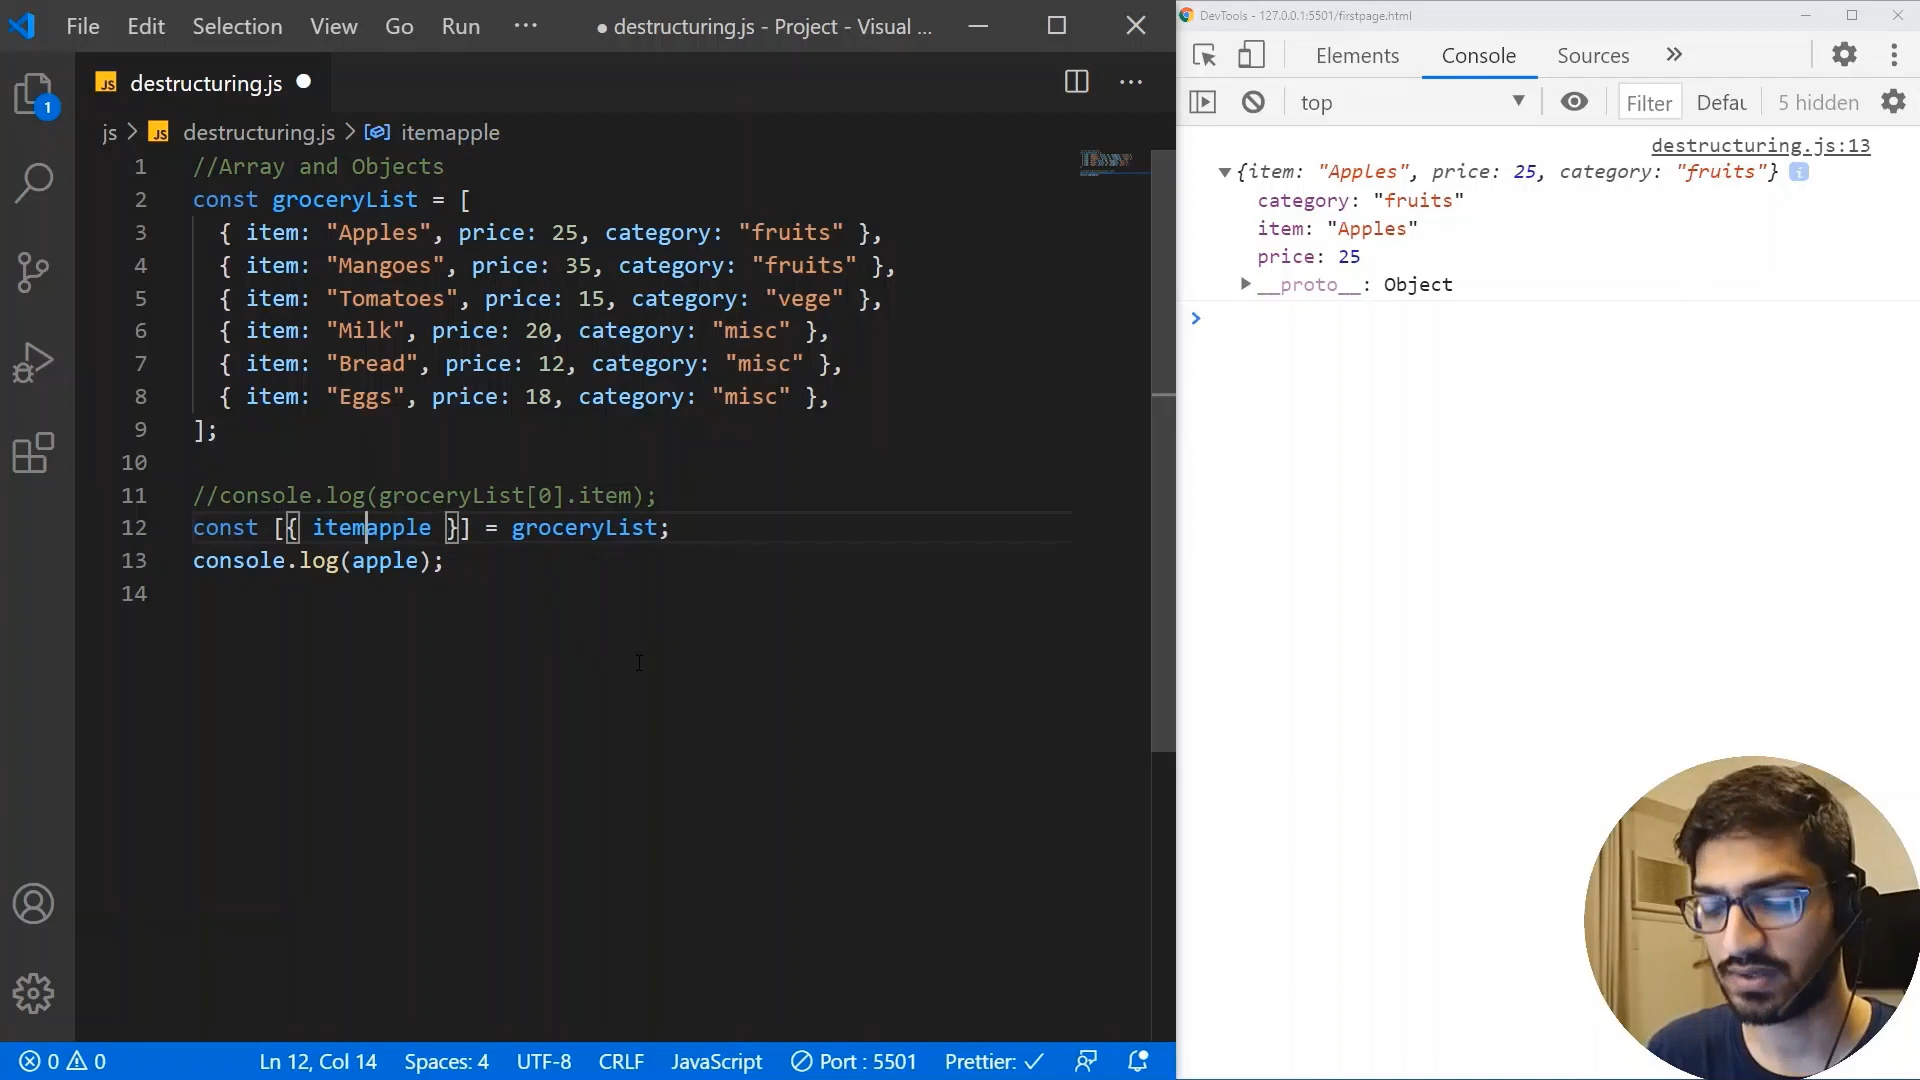 File Edit Selection View Go Run ··· ● destructuring.js - Project - Visual ...
JS destructuring.js ●
js > JS destructuring.js > itemapple
1 //Array and Objects
2 const groceryList = [
3 { item: "Apples", price: 25, category: "fruits" },
4 { item: "Mangoes", price: 35, category: "fruits" },
5 { item: "Tomatoes", price: 15, category: "vege" },
6 { item: "Milk", price: 20, category: "misc" },
7 { item: "Bread", price: 12, category: "misc" },
8 { item: "Eggs", price: 18, category: "misc" },
9 ];
10
11 //console.log(groceryList[0].item);
12 const [{ itemapple }] = groceryList;
13 console.log(apple);
14
1
0 0 Ln 12, Col 14 Spaces: 4 UTF-8 CRLF JavaScript Port : 5501 Prettier: ✓
DevTools - 127.0.0.1:5501/firstpage.html
Elements Console Sources »
top Filter Defau 5 hidden
destructuring.js:13
{item: "Apples", price: 25, category: "fruits"} i
category: "fruits"
item: "Apples"
price: 25
__proto__: Object
>